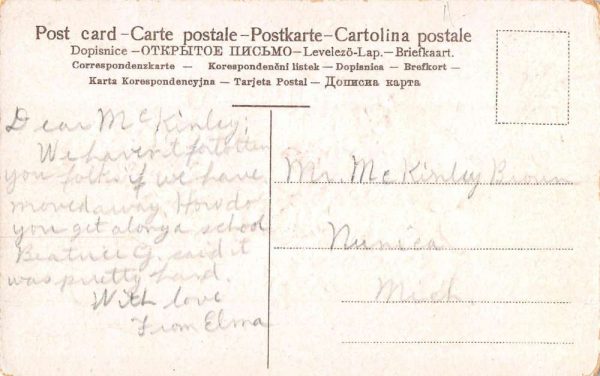 Post card – Carte postale – Postkarte – Cartolina postale
Dopisnice – ОТКРЫТОЕ ПИСЬМО – Levelező-Lap. – Briefkaart.
Correspondenzkarte – Korespondenční listek – Dopisnica – Brefkort –
Karta Korespondencyjna – Tarjeta Postal – Дописна карта
Dear McKinley;
We haven't forgotten
you folks if we have
moved away. How do
you get along a school
Beatrice G. said it
was pretty hard.
With love
From Elma
Mr. McKinley Brown
Nunica
Mich.